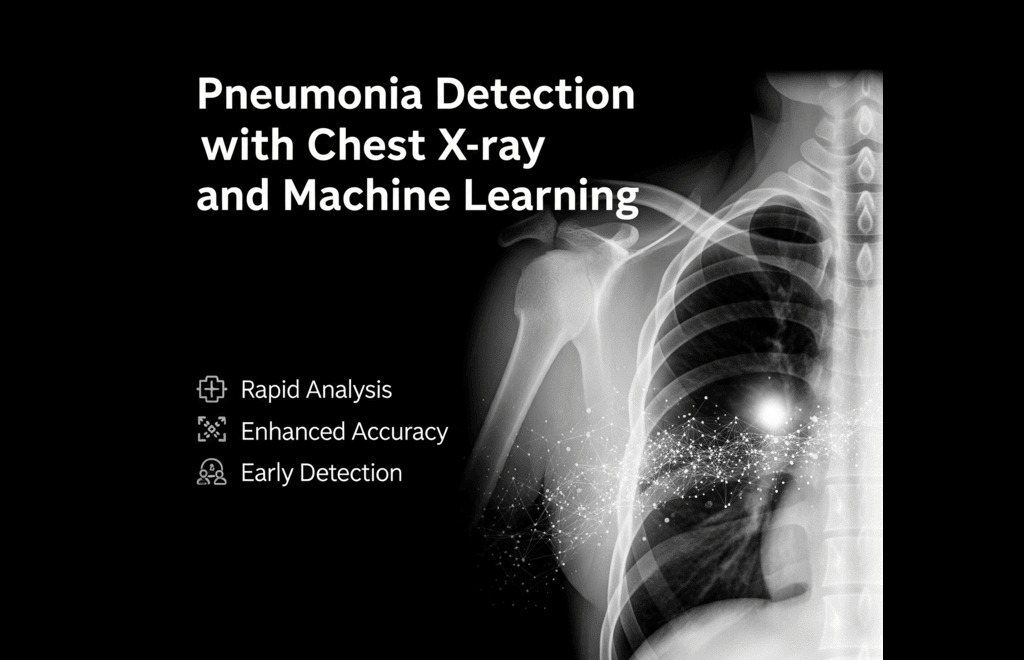 Pneumonia Detection
with Chest X-ray
and Machine Learning
Rapid Analysis
Enhanced Accuracy
Early Detection